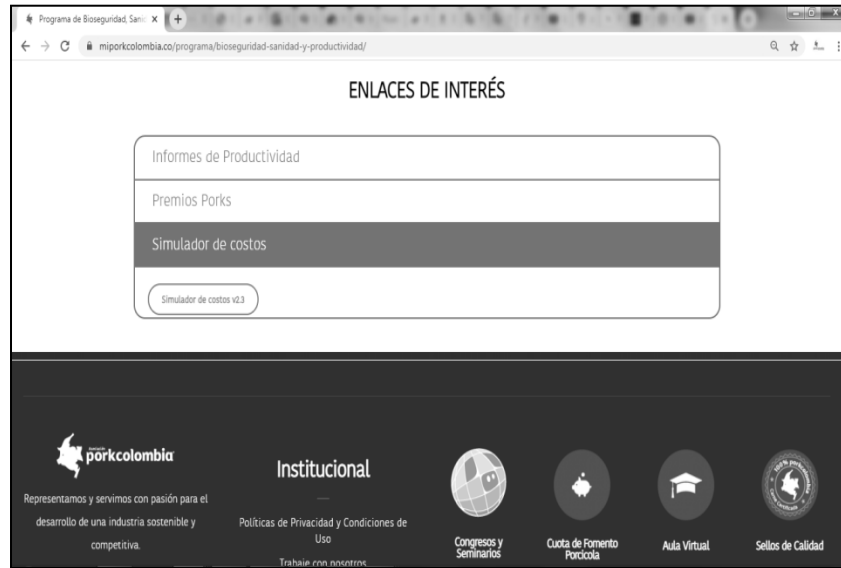 Programa de Bioseguridad, Sani
miporkcolombia.co/programa/bioseguridad-sanidad-y-productividad/
ENLACES DE INTERÉS
Informes de Productividad
Premios Porks
Simulador de costos
Simulador de costos v2.3
porkcolombia
Representamos y servimos con pasión para el
desarrollo de una industria sostenible y
competitiva.
Institucional
Políticas de Privacidad y Condiciones de
Uso
Trabaje con nosotros
Congresos y
Seminarios
Cuota de Fomento
Porcícola
Aula Virtual
100% porkcolombia
Sellos de Calidad